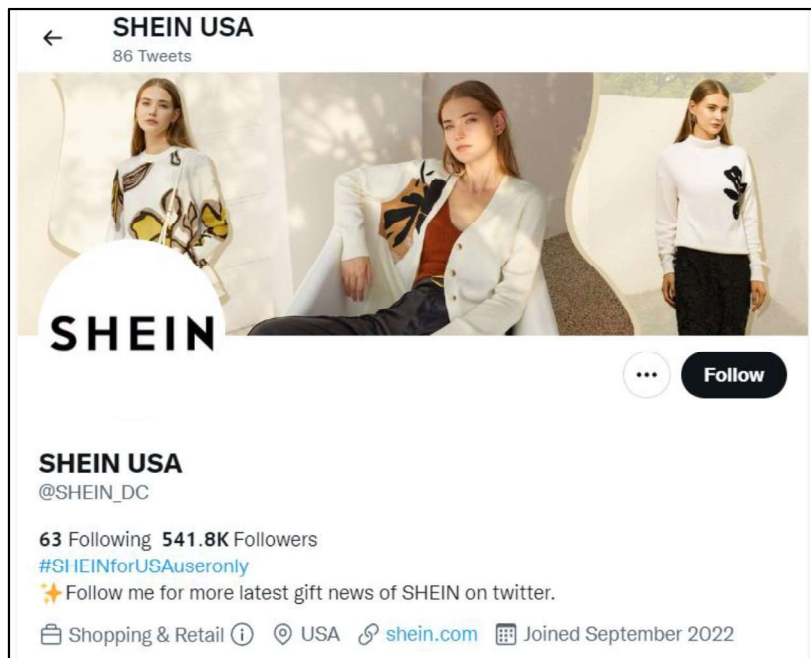 SHEIN USA
86 Tweets
SHEIN
Follow
SHEIN USA
@SHEIN_DC
63 Following 541.8K Followers
#SHEINforUSAuseronly
✨Follow me for more latest gift news of SHEIN on twitter.
Shopping & Retail USA shein.com Joined September 2022